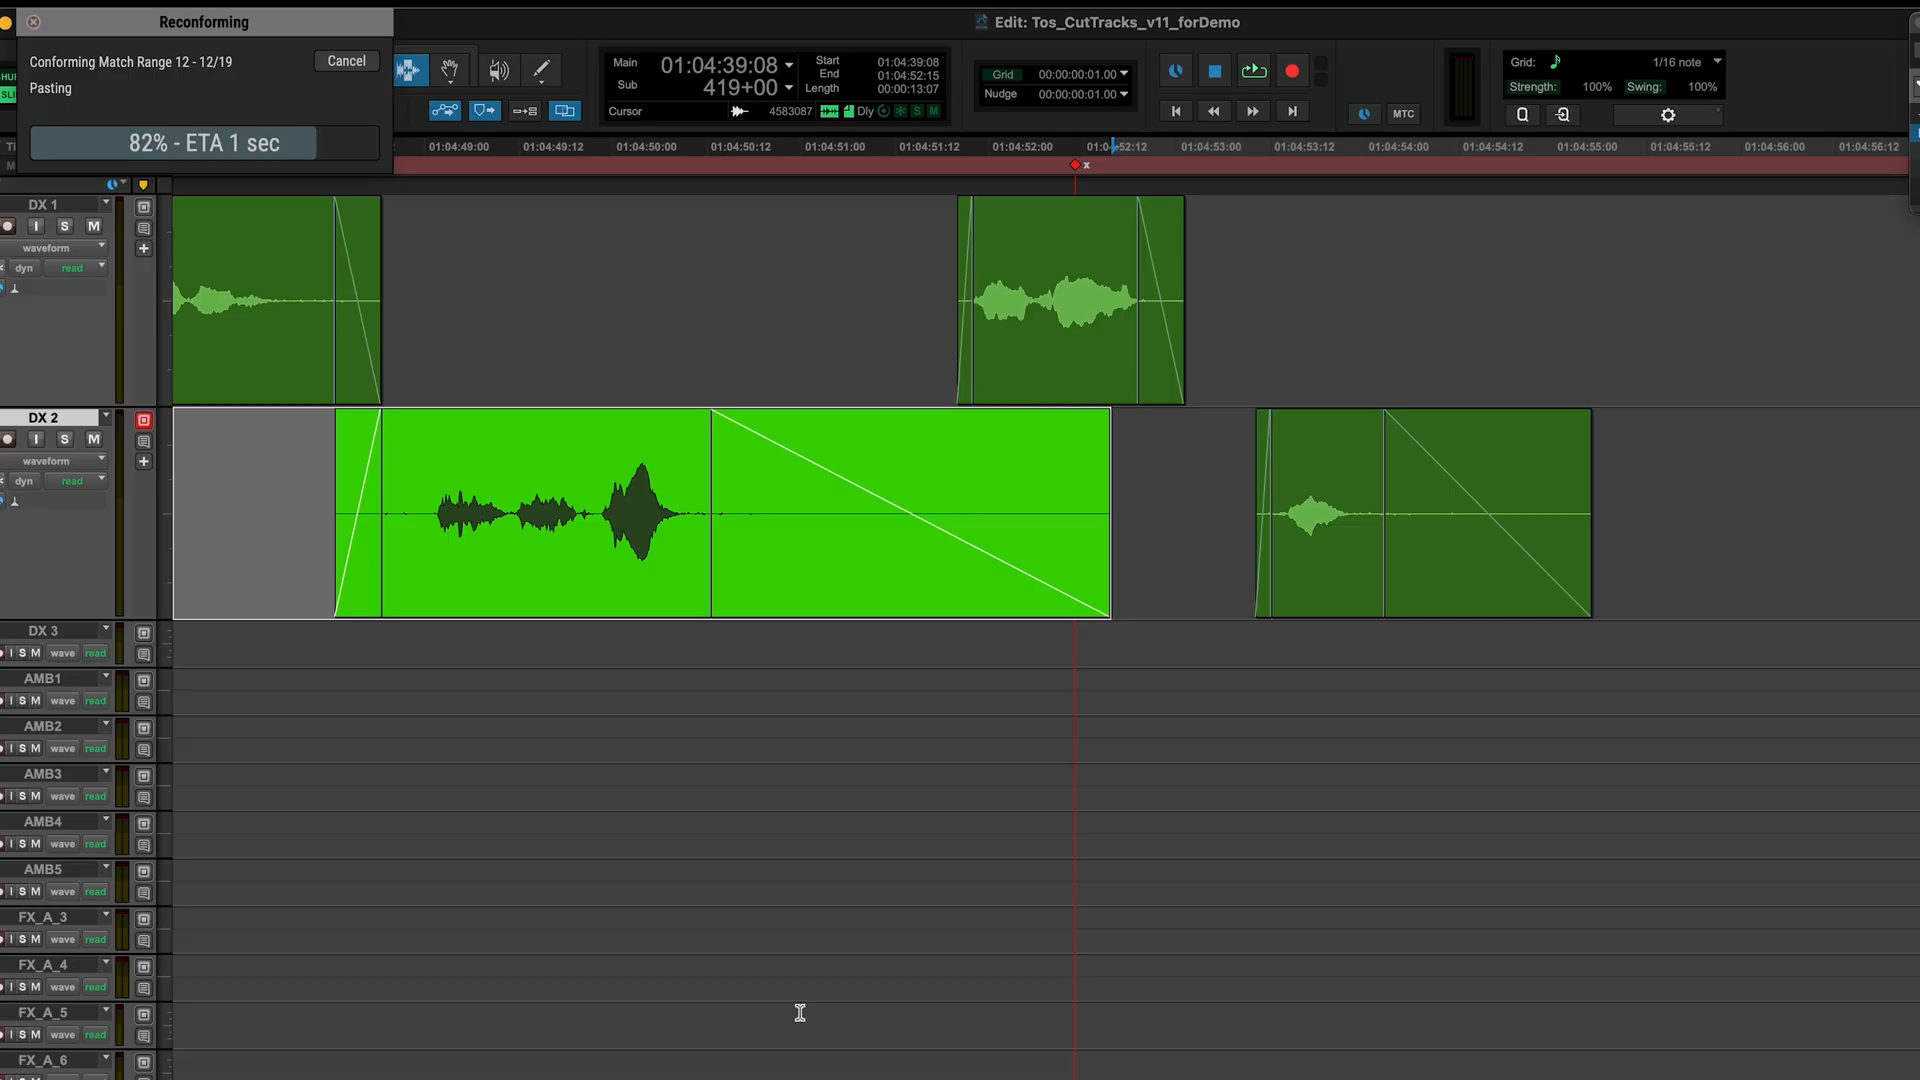 Reconforming
Edit: Tos_CutTracks_v11_forDemo
Conforming Match Range 12 - 12/19
Cancel
Pasting
82% - ETA 1 sec
Main 01:04:39:08
Sub 419+00
Start 01:04:39:08
End 01:04:52:15
Length 00:00:13:07
Cursor 4583087 Dly S M
Grid 00:00:00:01.00
Nudge 00:00:00:01.00
MTC
Grid: 1/16 note
Strength: 100% Swing: 100%
01:04:49:00 01:04:49:12 01:04:50:00 01:04:50:12 01:04:51:00 01:04:51:12 01:04:52:00 01:04:52:12 01:04:53:00 01:04:53:12 01:04:54:00 01:04:54:12 01:04:55:00 01:04:55:12 01:04:56:00 01:04:56:12
DX 1
I S M
waveform
dyn read
DX 2
I S M
waveform
dyn read
DX 3
I S M wave read
AMB1
I S M wave read
AMB2
I S M wave read
AMB3
I S M wave read
AMB4
I S M wave read
AMB5
I S M wave read
FX_A_3
I S M wave read
FX_A_4
I S M wave read
FX_A_5
I S M wave read
FX_A_6